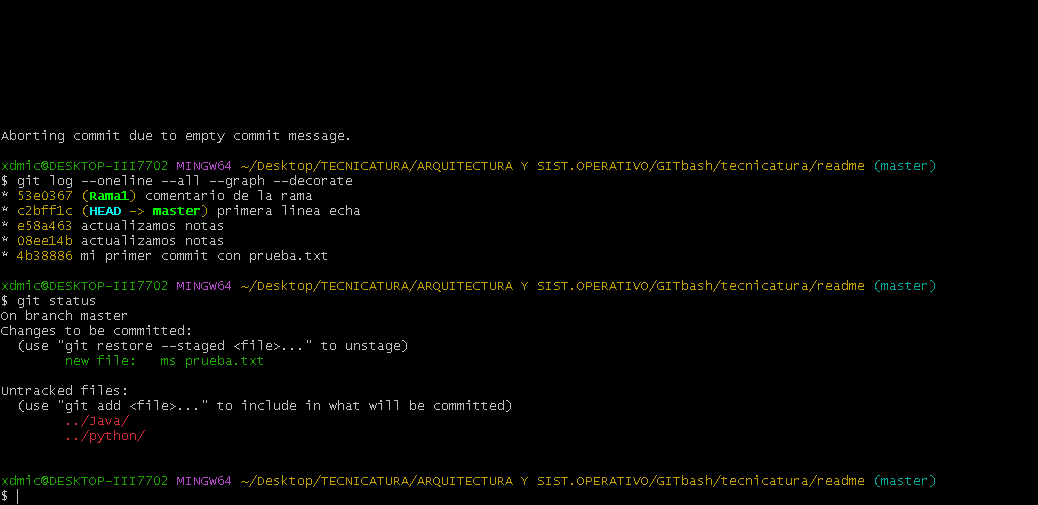 Aborting commit due to empty commit message.
xdmic@DESKTOP-III7702 MINGW64 ~/Desktop/TECNICATURA/ARQUITECTURA Y SIST.OPERATIVO/GITbash/tecnicatura/readme (master)
$ git log --oneline --all --graph --decorate
* 53e0367 (Rama1) comentario de la rama
* c2bff1c (HEAD -> master) primera linea echa
* e58a463 actualizamos notas
* 08ee14b actualizamos notas
* 4b38886 mi primer commit con prueba.txt
xdmic@DESKTOP-III7702 MINGW64 ~/Desktop/TECNICATURA/ARQUITECTURA Y SIST.OPERATIVO/GITbash/tecnicatura/readme (master)
$ git status
On branch master
Changes to be committed:
  (use "git restore --staged <file>..." to unstage)
        new file:   ms prueba.txt
Untracked files:
  (use "git add <file>..." to include in what will be committed)
        ../Java/
        ../python/
xdmic@DESKTOP-III7702 MINGW64 ~/Desktop/TECNICATURA/ARQUITECTURA Y SIST.OPERATIVO/GITbash/tecnicatura/readme (master)
$